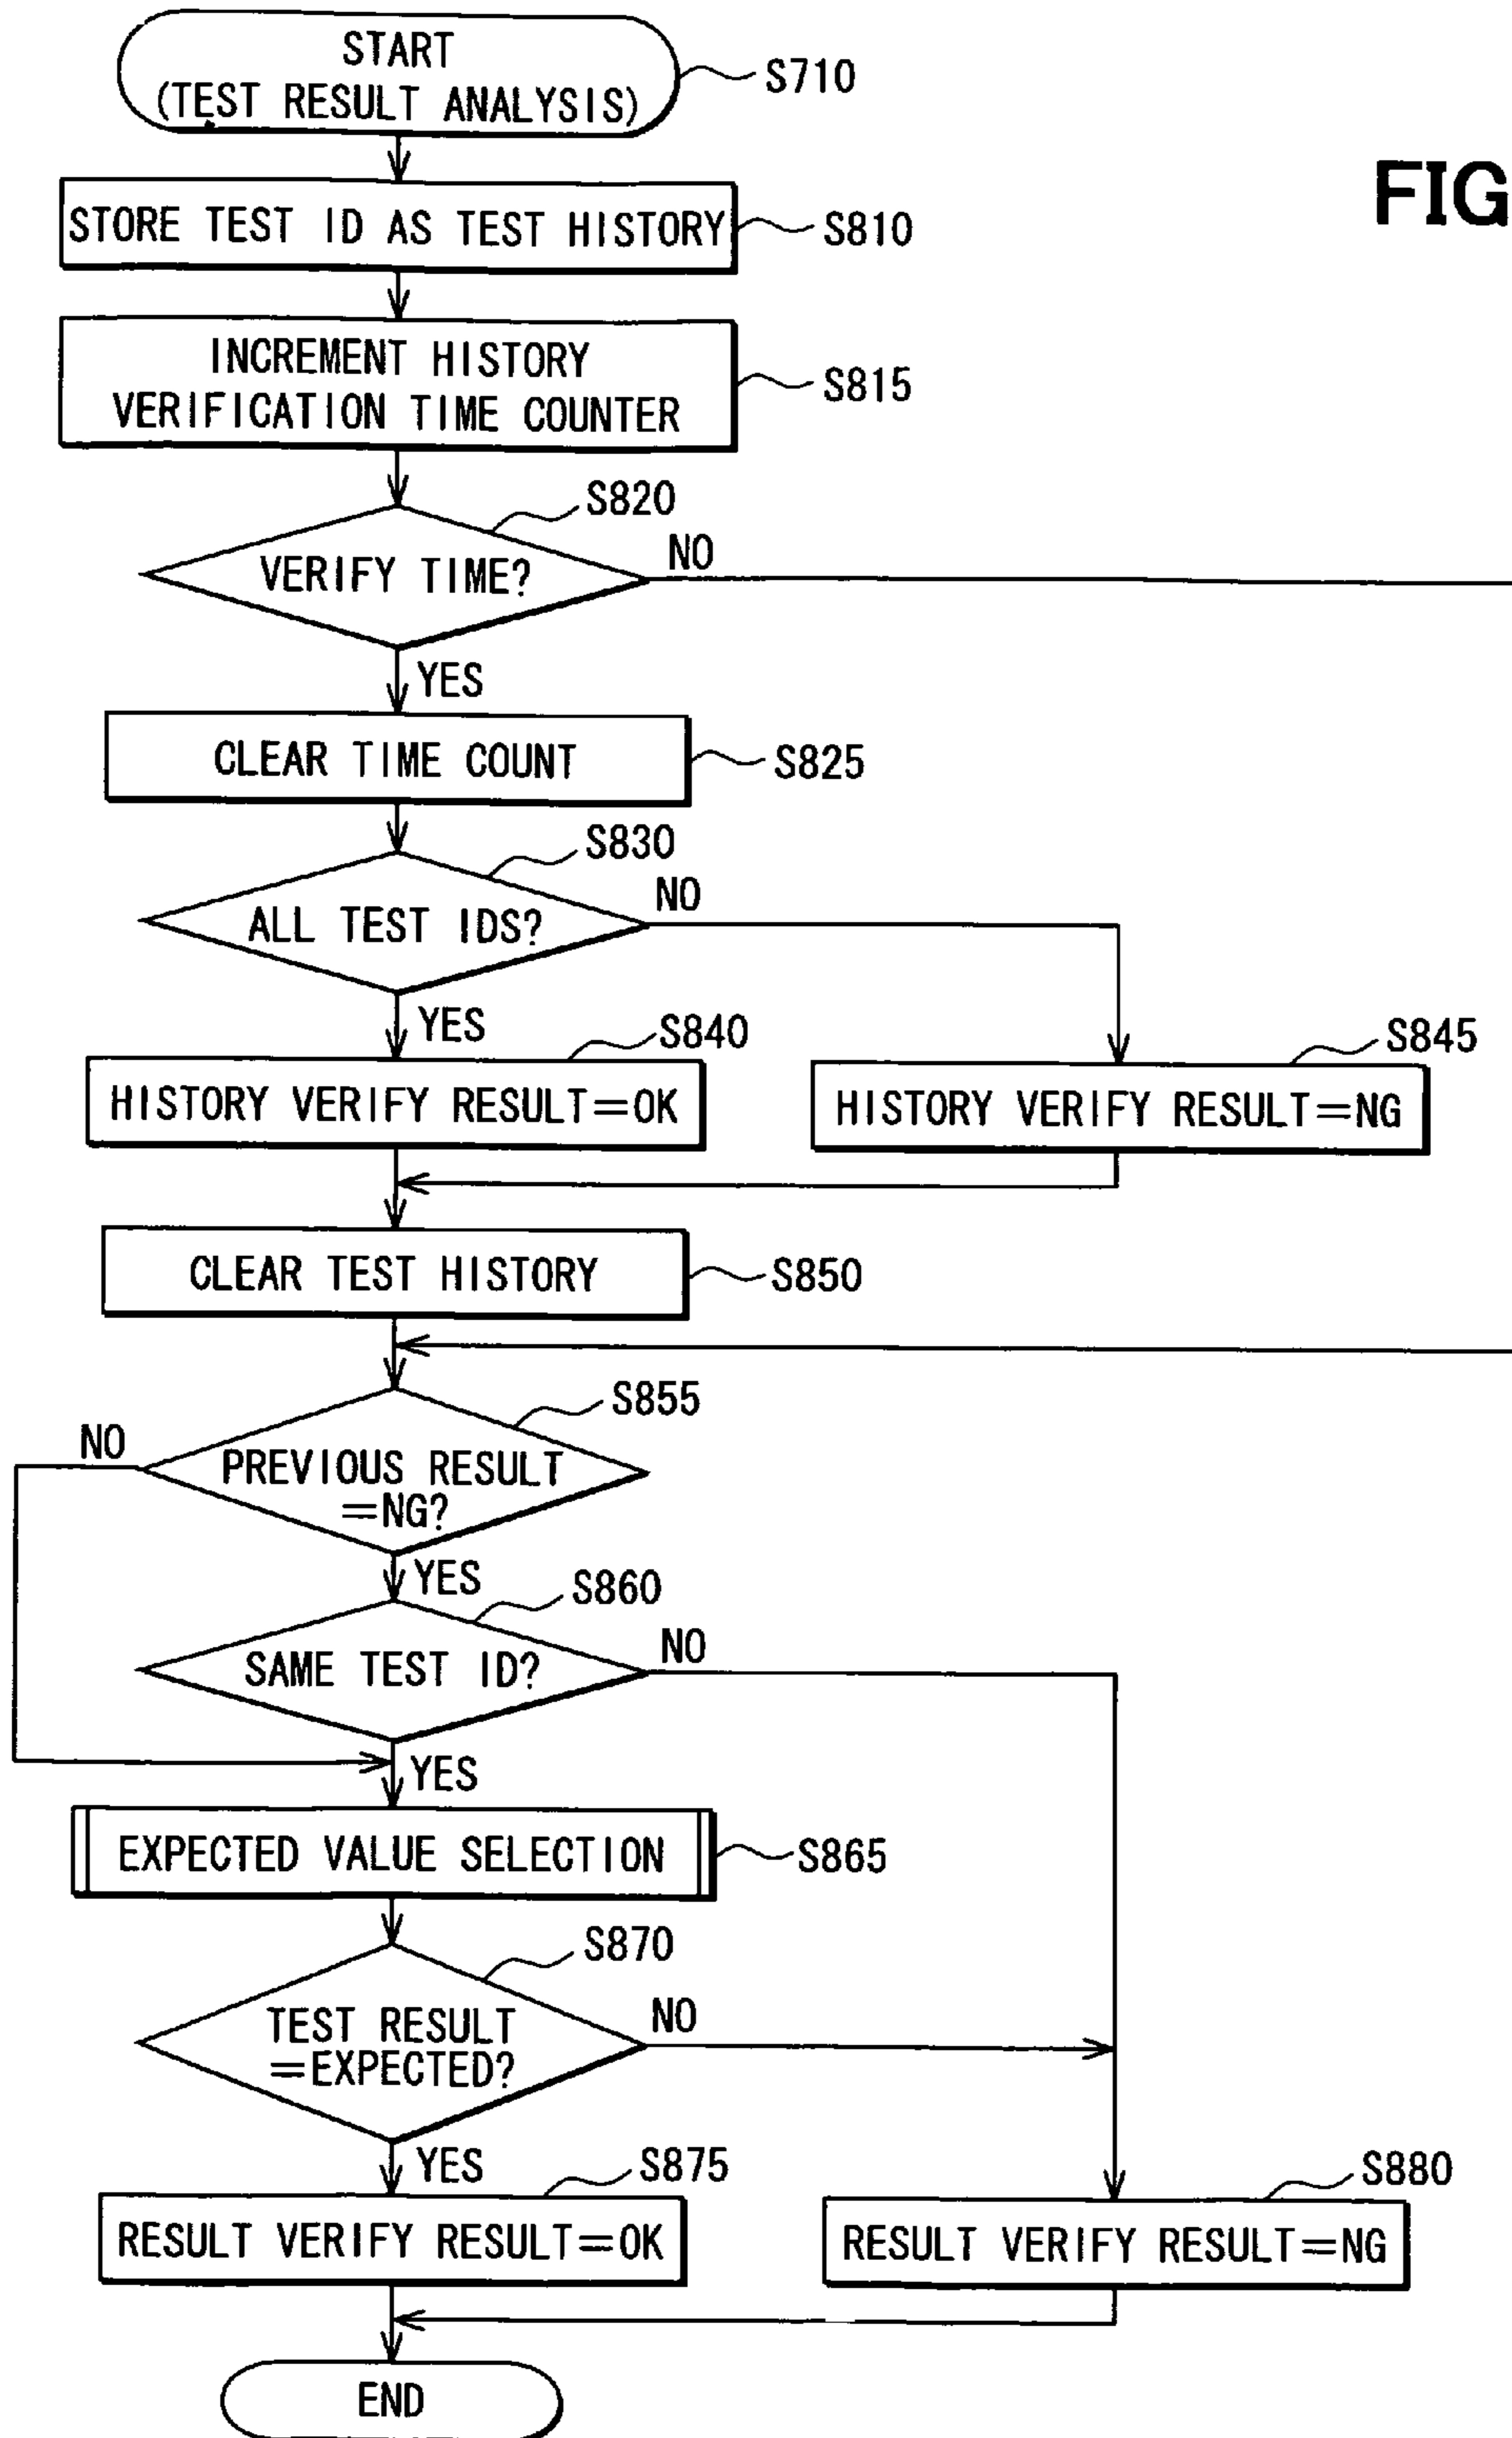 START
(TEST RESULT ANALYSIS)
S710
FIG
STORE TEST ID AS TEST HISTORY
S810
INCREMENT HISTORY
VERIFICATION TIME COUNTER
S815
S820
VERIFY TIME?
NO
YES
CLEAR TIME COUNT
S825
S830
ALL TEST IDS?
NO
YES
S840
S845
HISTORY VERIFY RESULT=OK
HISTORY VERIFY RESULT=NG
CLEAR TEST HISTORY
S850
S855
NO
PREVIOUS RESULT
=NG?
YES
S860
SAME TEST ID?
NO
YES
EXPECTED VALUE SELECTION
S865
S870
TEST RESULT
=EXPECTED?
NO
YES
S875
S880
RESULT VERIFY RESULT=OK
RESULT VERIFY RESULT=NG
END